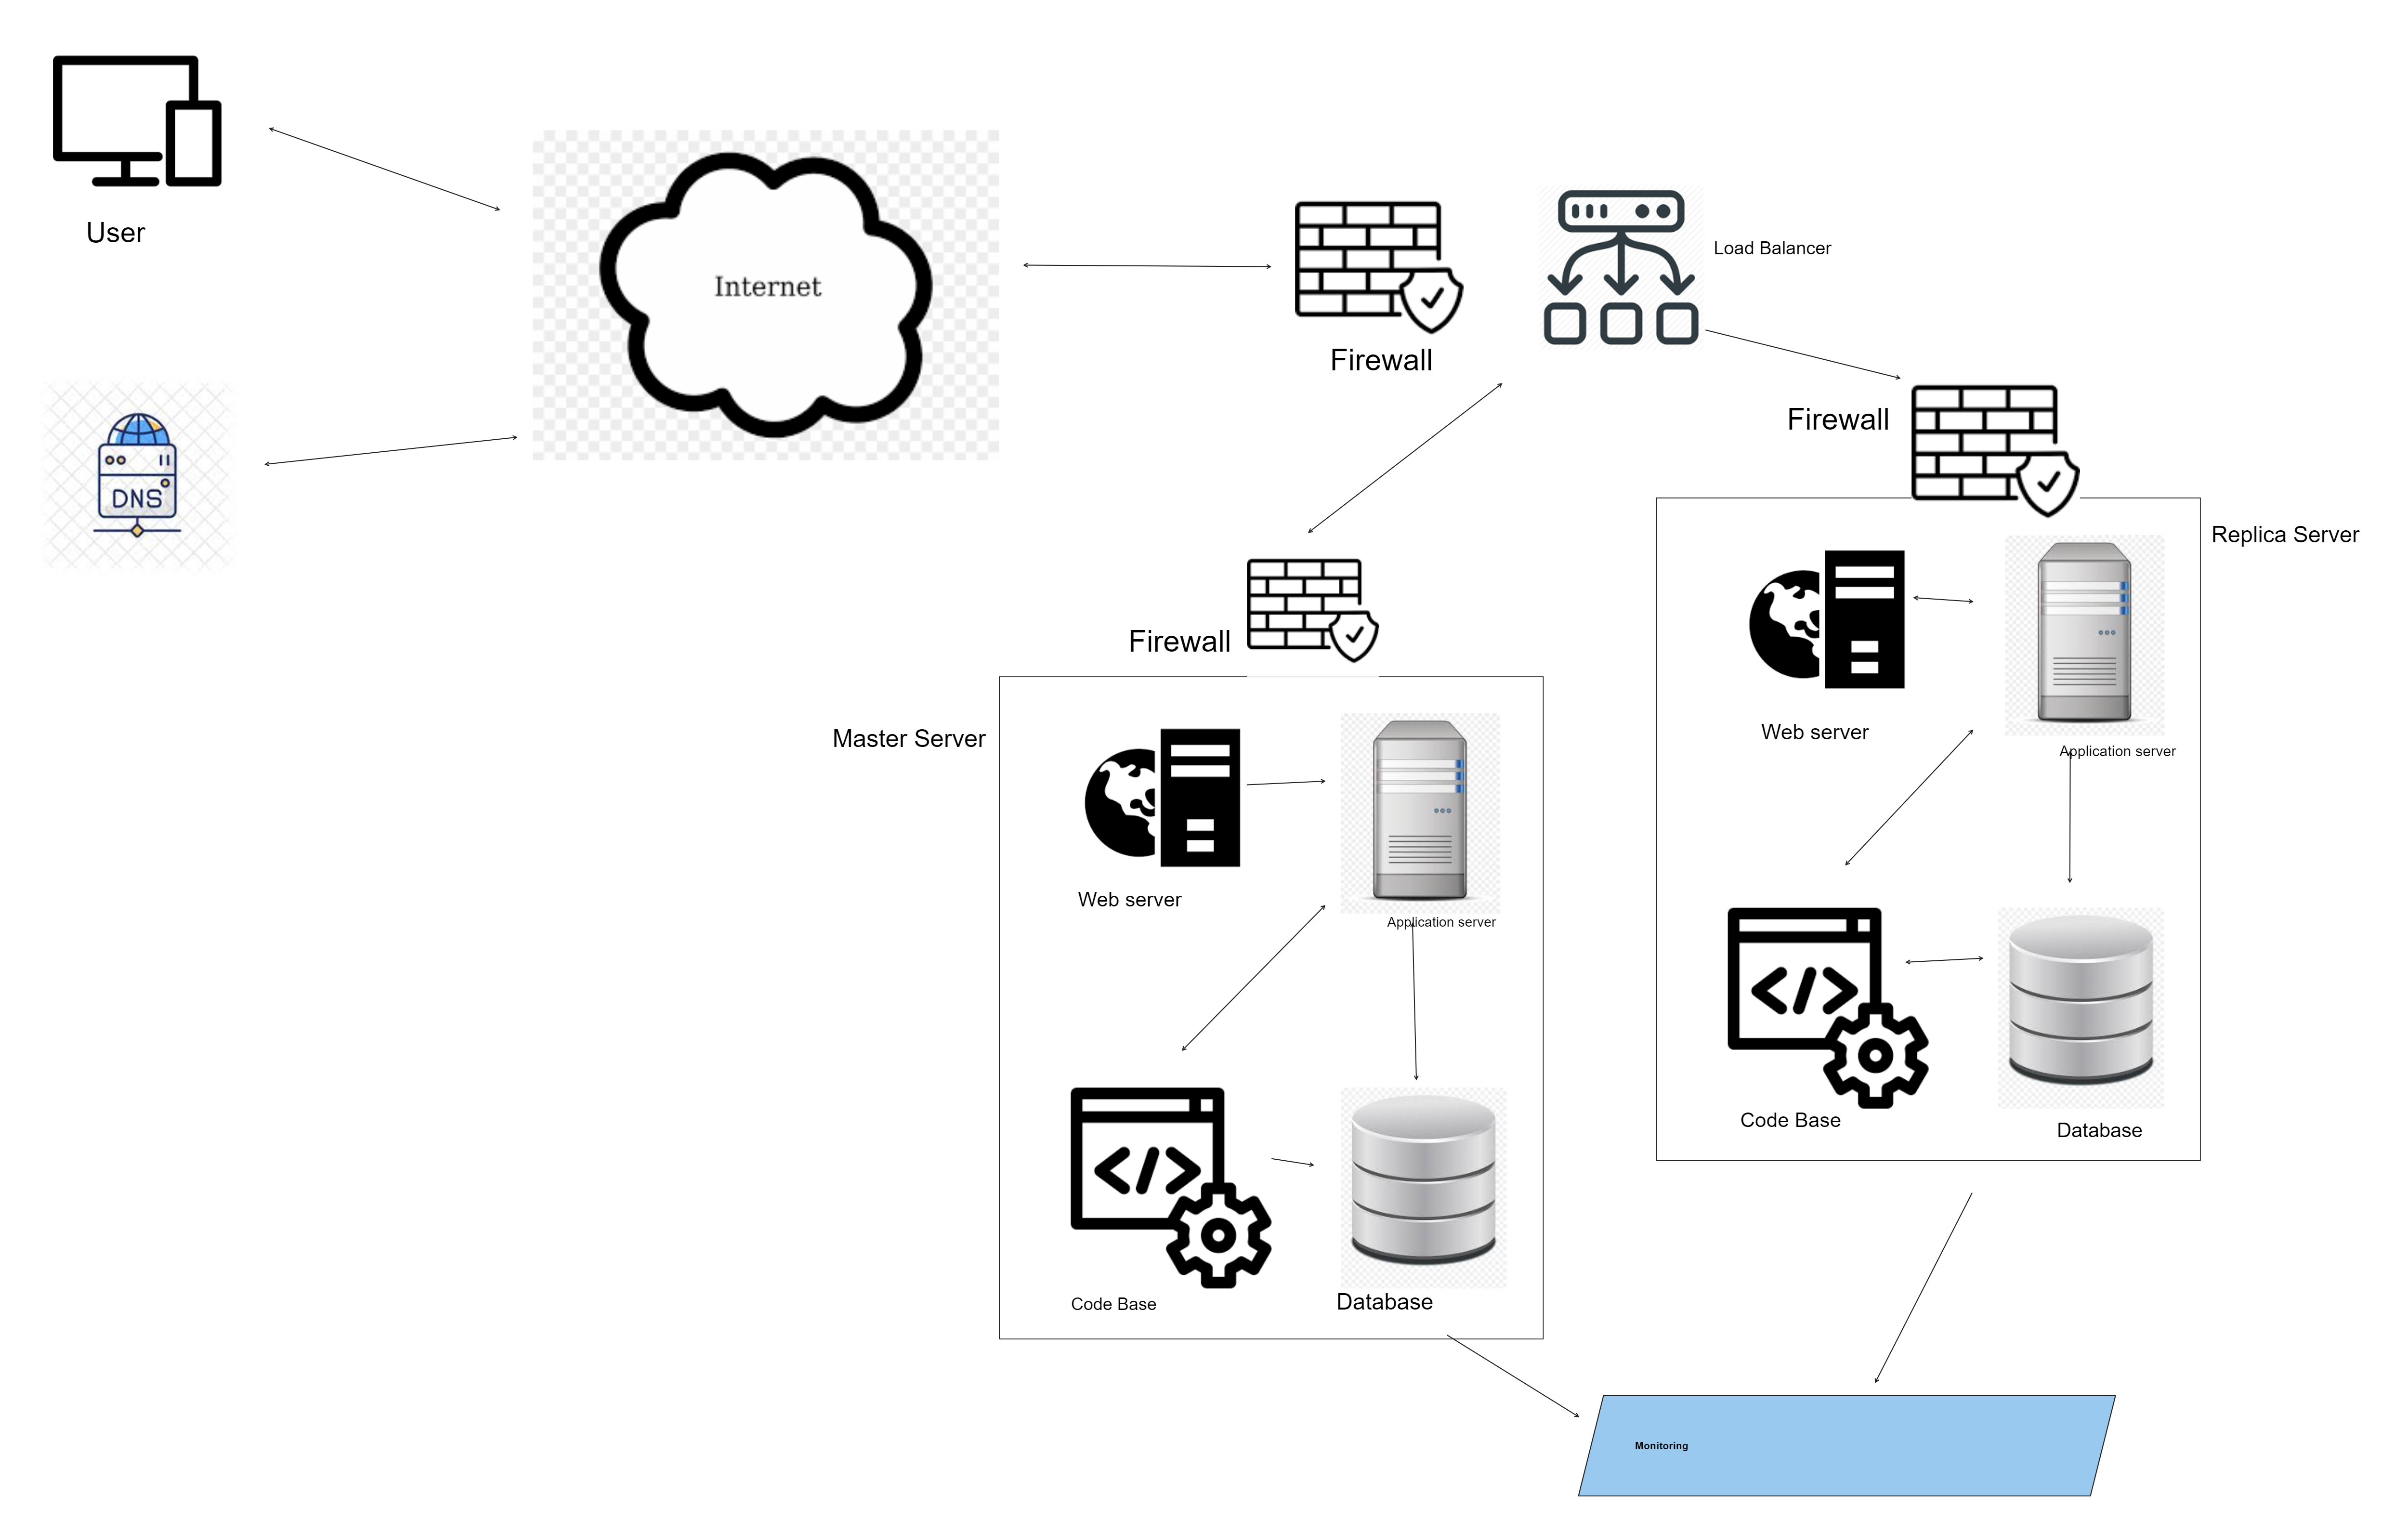 User
Internet
DNS
Firewall
Load Balancer
Firewall
Firewall
Replica Server
Master Server
Web server
Application server
Web server
Application server
Code Base
Database
Code Base
Database
Monitoring